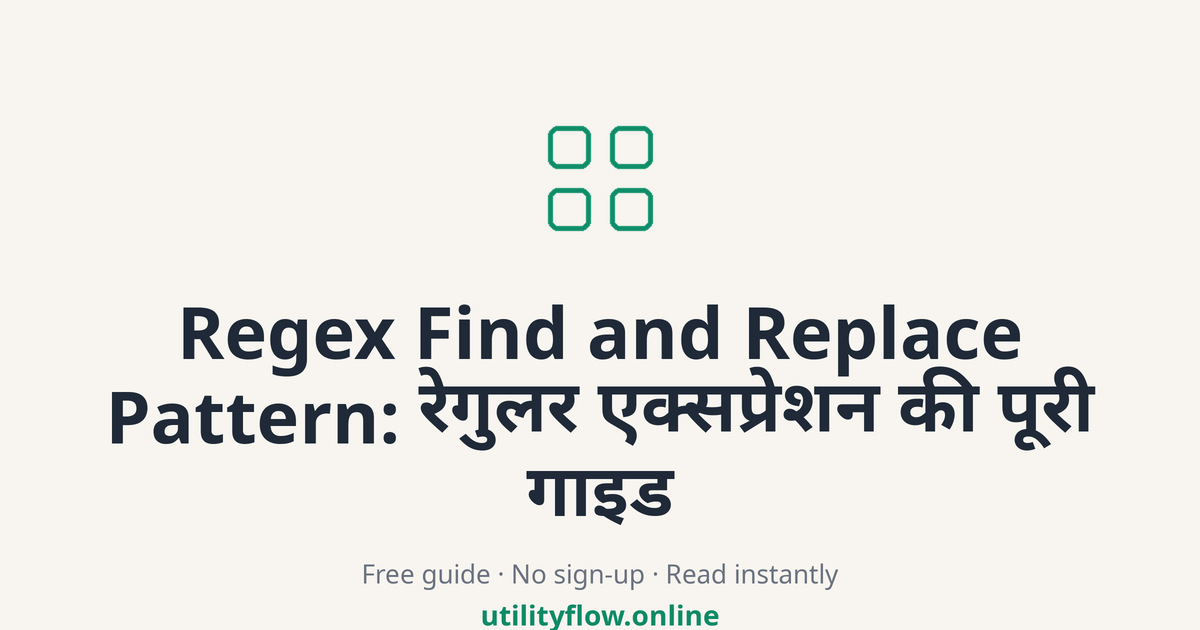 Regex Find and Replace
Pattern: रेगुलर एक्सप्रेशन की पूरी
गाइड
Free guide · No sign-up · Read instantly
utilityflow.online